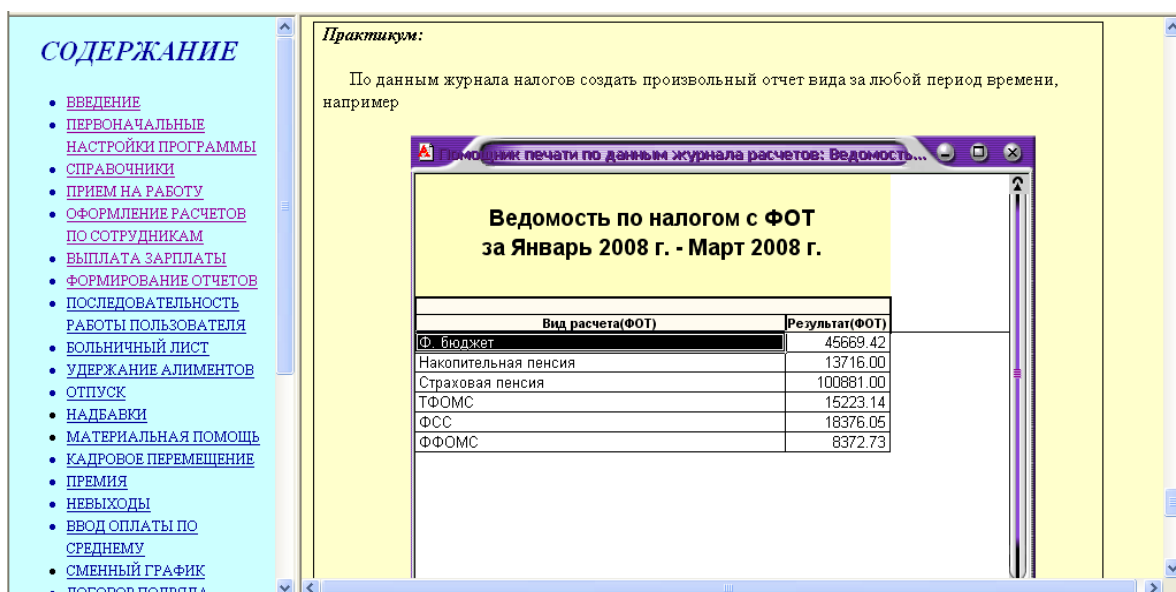 СОДЕРЖАНИЕ
ВВЕДЕНИЕ
ПЕРВОНАЧАЛЬНЫЕ
НАСТРОЙКИ ПРОГРАММЫ
СПРАВОЧНИКИ
ПРИЕМ НА РАБОТУ
ОФОРМЛЕНИЕ РАСЧЕТОВ
ПО СОТРУДНИКАМ
ВЫПЛАТА ЗАРПЛАТЫ
ФОРМИРОВАНИЕ ОТЧЕТОВ
ПОСЛЕДОВАТЕЛЬНОСТЬ
РАБОТЫ ПОЛЬЗОВАТЕЛЯ
БОЛЬНИЧНЫЙ ЛИСТ
УДЕРЖАНИЕ АЛИМЕНТОВ
ОТПУСК
НАДБАВКИ
МАТЕРИАЛЬНАЯ ПОМОЩЬ
КАДРОВОЕ ПЕРЕМЕЩЕНИЕ
ПРЕМИЯ
НЕВЫХОДЫ
ВВОД ОПЛАТЫ ПО
СРЕДНЕМУ
СМЕННЫЙ ГРАФИК
ДОГОВОР ПОДРЯДА
Практикум:
По данным журнала налогов создать произвольный отчет вида за любой период времени,
например
Помощник печати по данным журнала расчетов: Ведомость...
Ведомость по налогом с ФОТ
за Январь 2008 г. - Март 2008 г.
Вид расчета(ФОТ) Результат(ФОТ)
Ф. бюджет 45669.42
Накопительная пенсия 13716.00
Страховая пенсия 100881.00
ТФОМС 15223.14
ФСС 18376.05
ФФОМС 8372.73